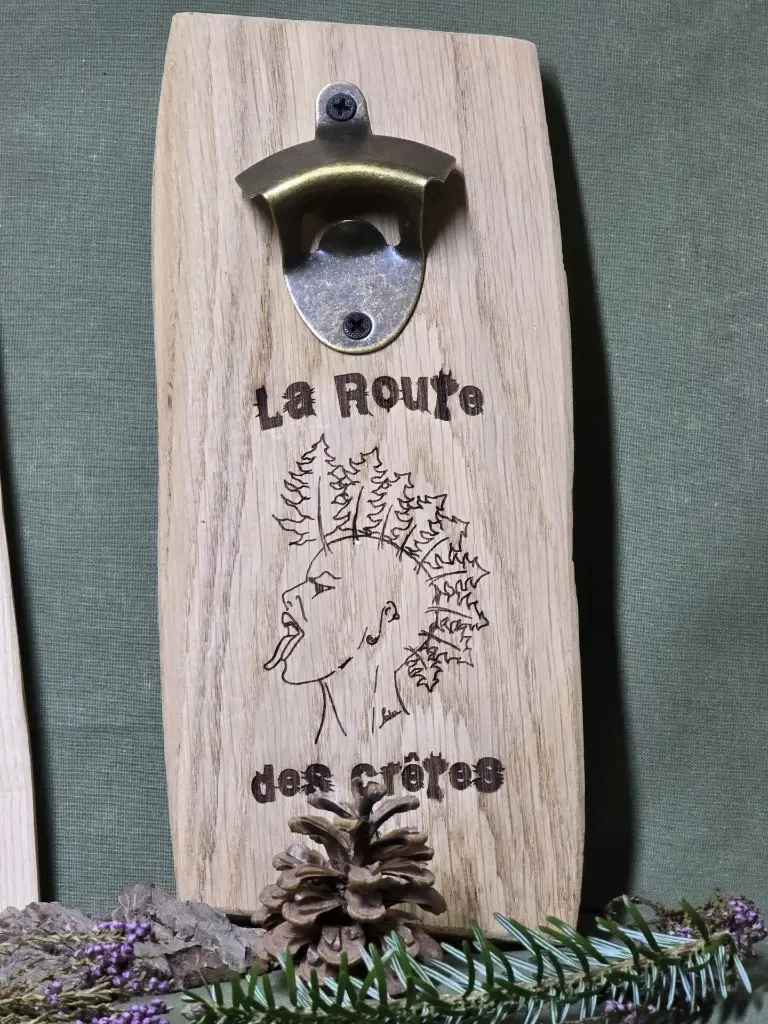 La Route
des crêtes